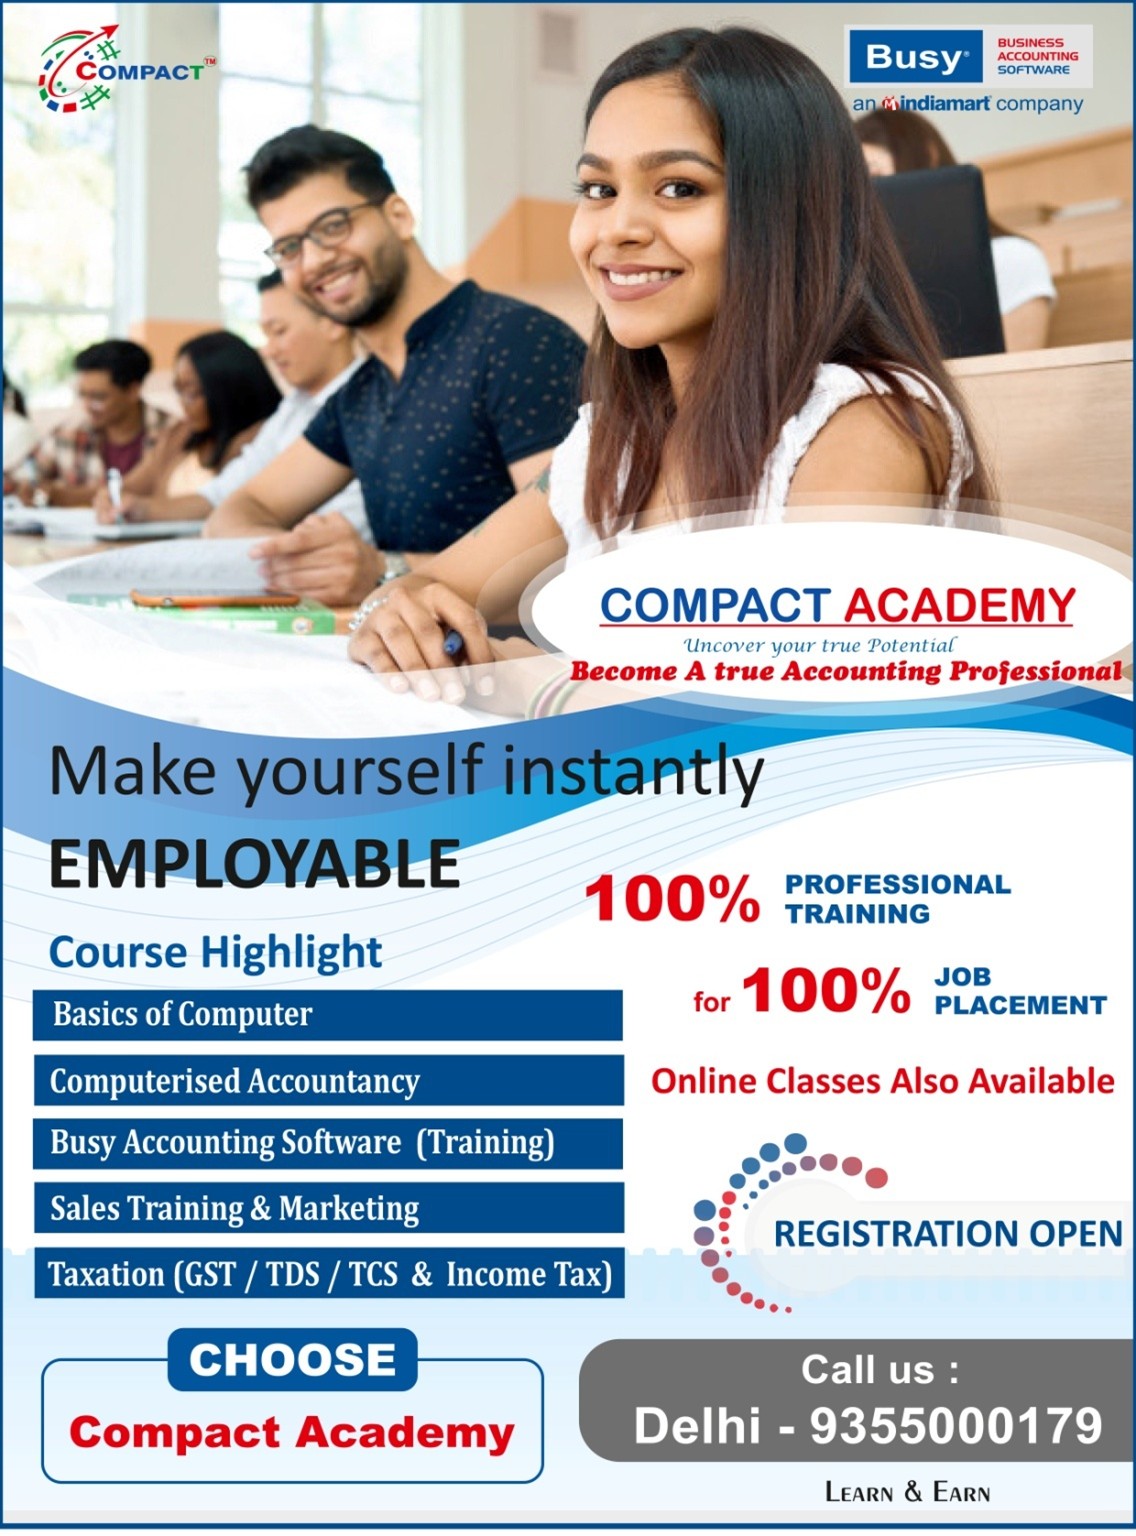 COMPACT™
Busy® BUSINESS
ACCOUNTING
SOFTWARE
an indiamart company
COMPACT ACADEMY
Uncover your true Potential
Become A true Accounting Professional
Make yourself instantly
EMPLOYABLE
100% PROFESSIONAL
TRAINING
for 100% JOB
PLACEMENT
Online Classes Also Available
Course Highlight
Basics of Computer
Computerised Accountancy
Busy Accounting Software (Training)
Sales Training & Marketing
Taxation (GST / TDS / TCS & Income Tax)
REGISTRATION OPEN
CHOOSE
Compact Academy
Call us :
Delhi - 9355000179
LEARN & EARN